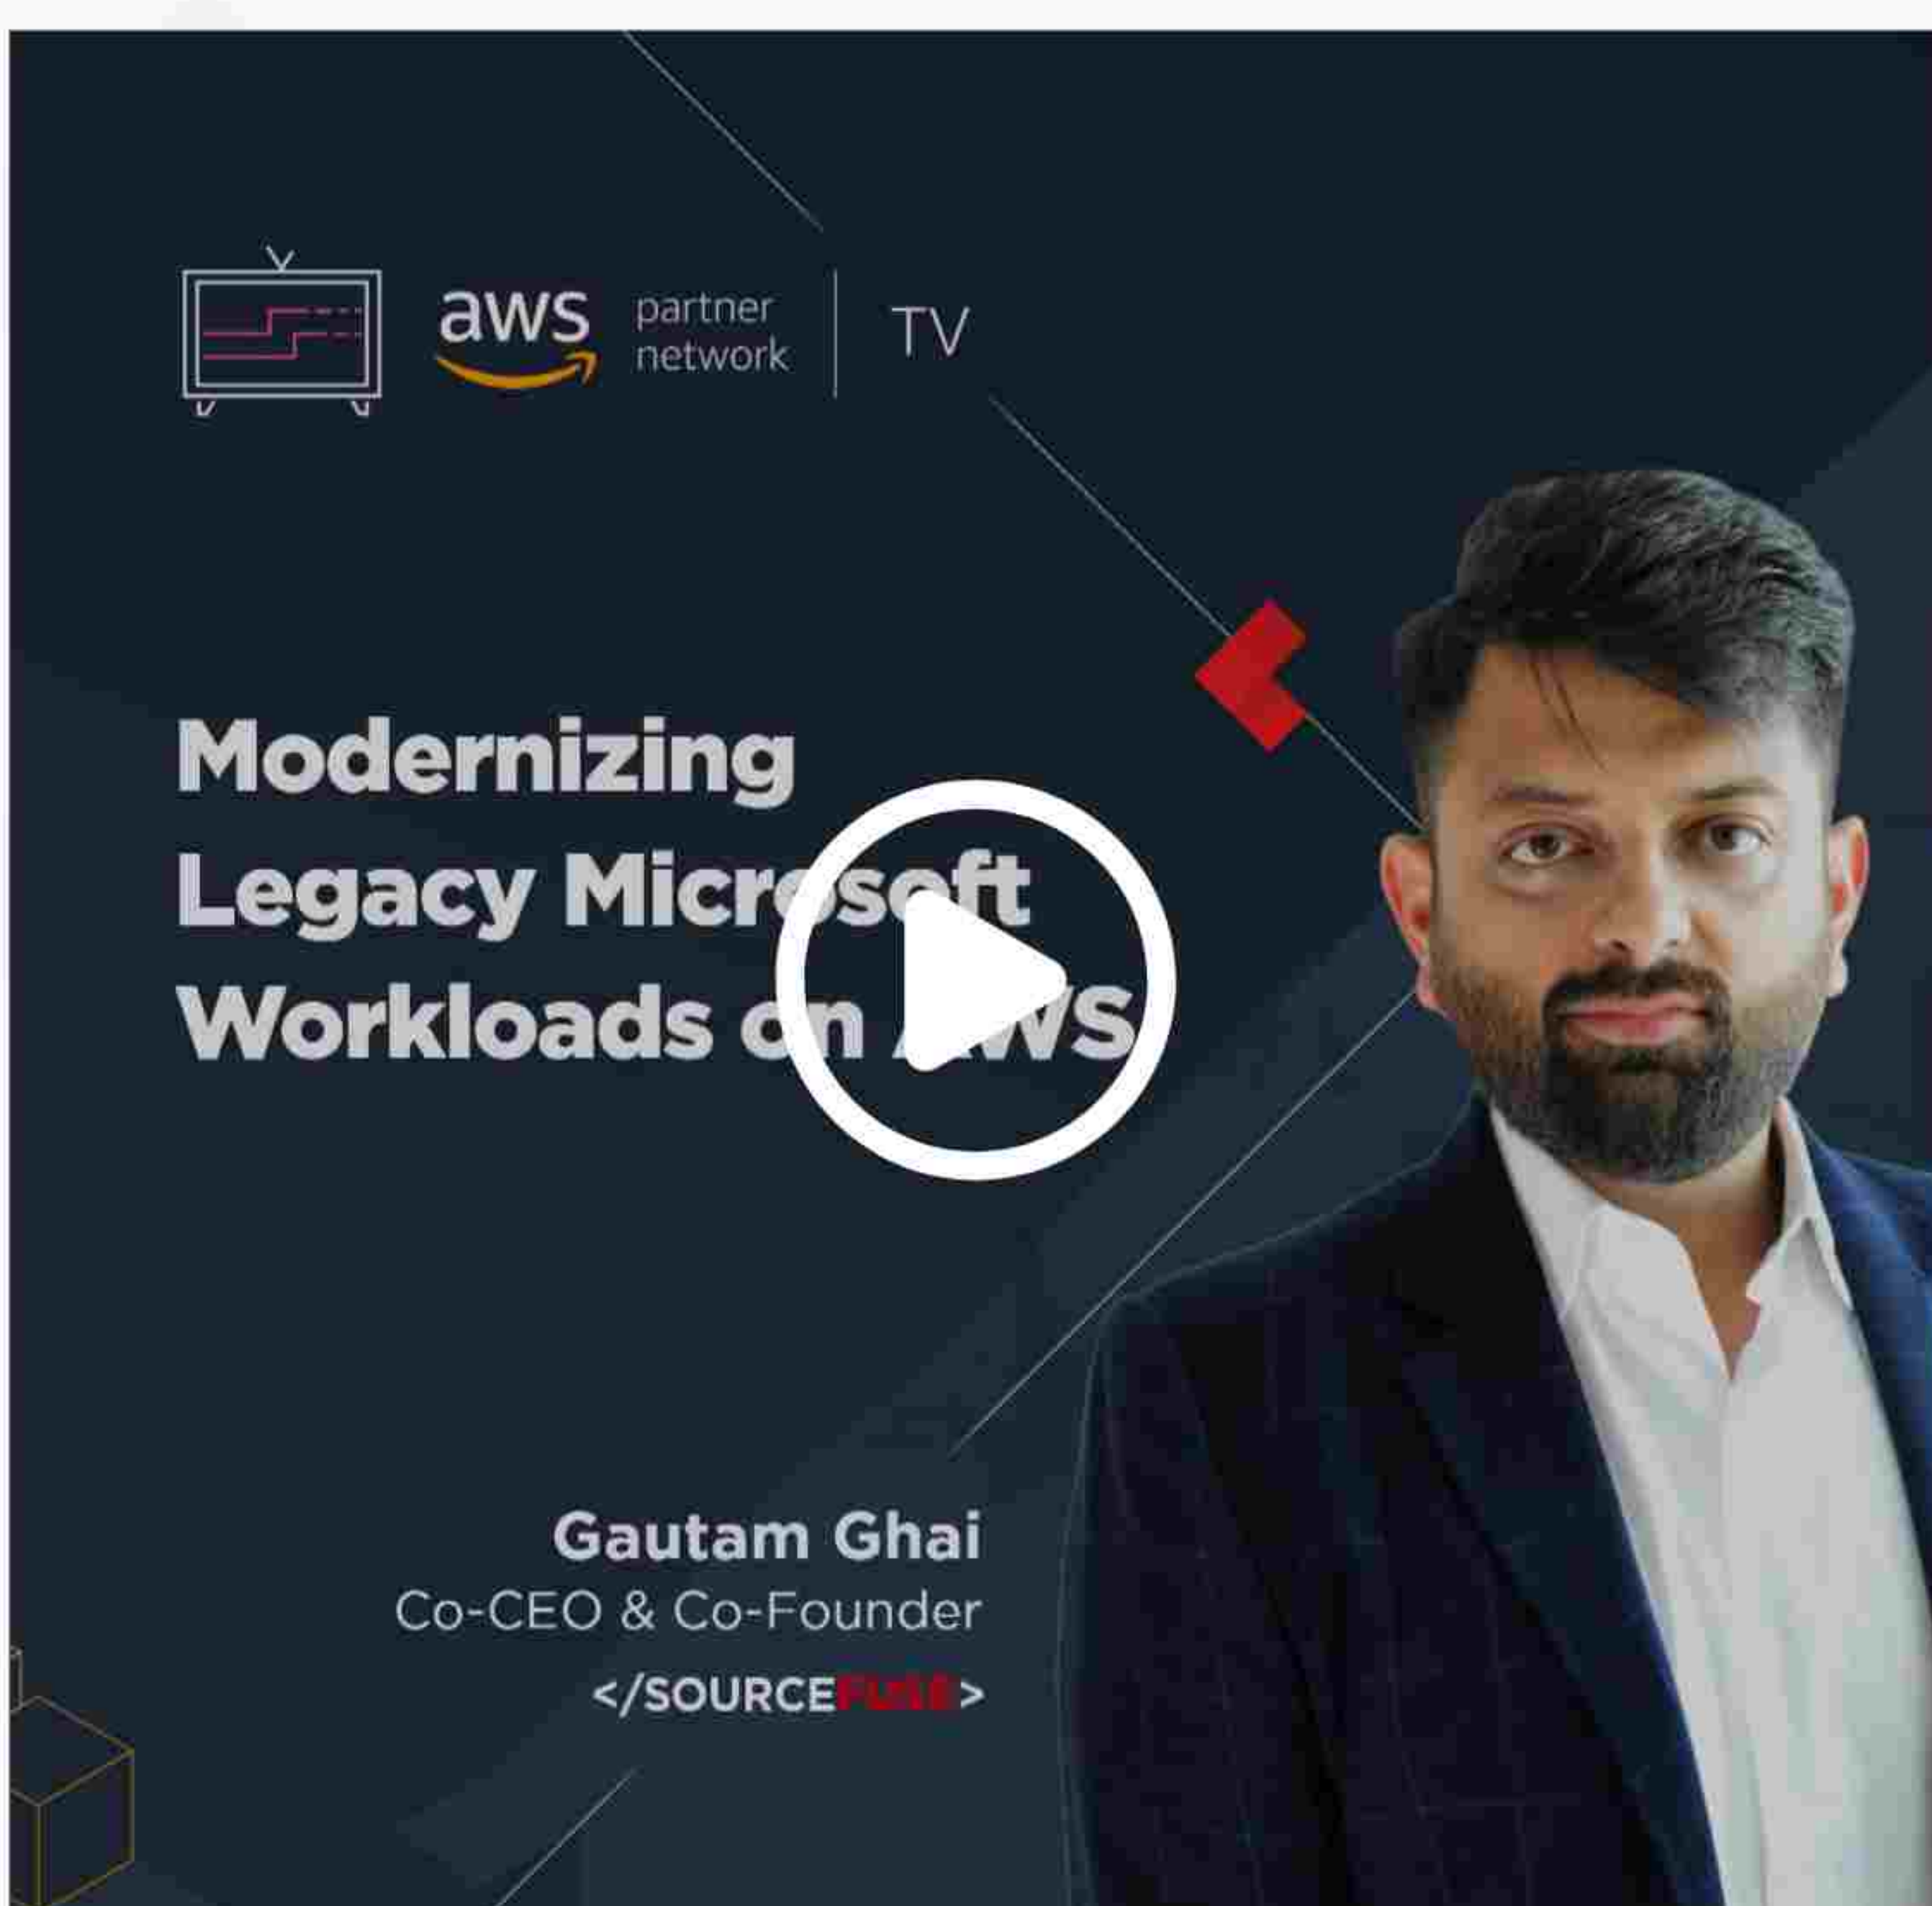 aws
partner
network
TV
Modernizing
Legacy Microsoft
Workloads on AWS
Gautam Ghai
Co-CEO & Co-Founder
</SOURCEFUSE>